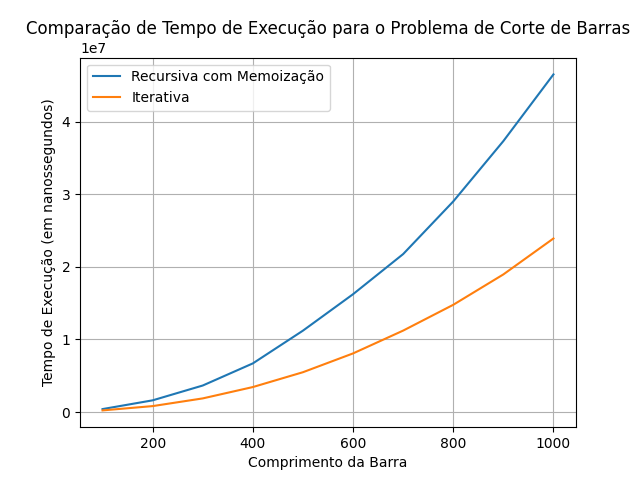 Comparação de Tempo de Execução para o Problema de Corte de Barras
1e7
Recursiva com Memoização
Iterativa
4
3
2
1
0
Tempo de Execução (em nanossegundos)
200 400 600 800 1000
Comprimento da Barra